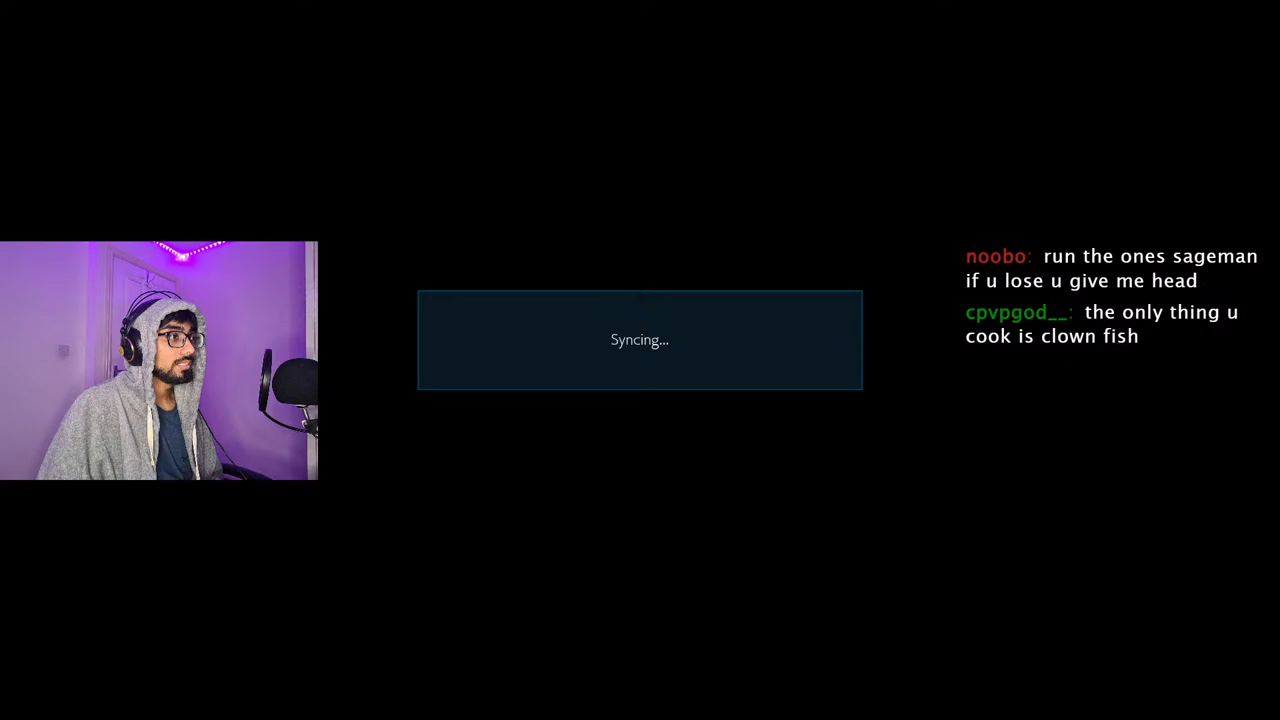 Syncing...
noobo: run the ones sageman
if u lose u give me head
cpvpgod__: the only thing u
cook is clown fish